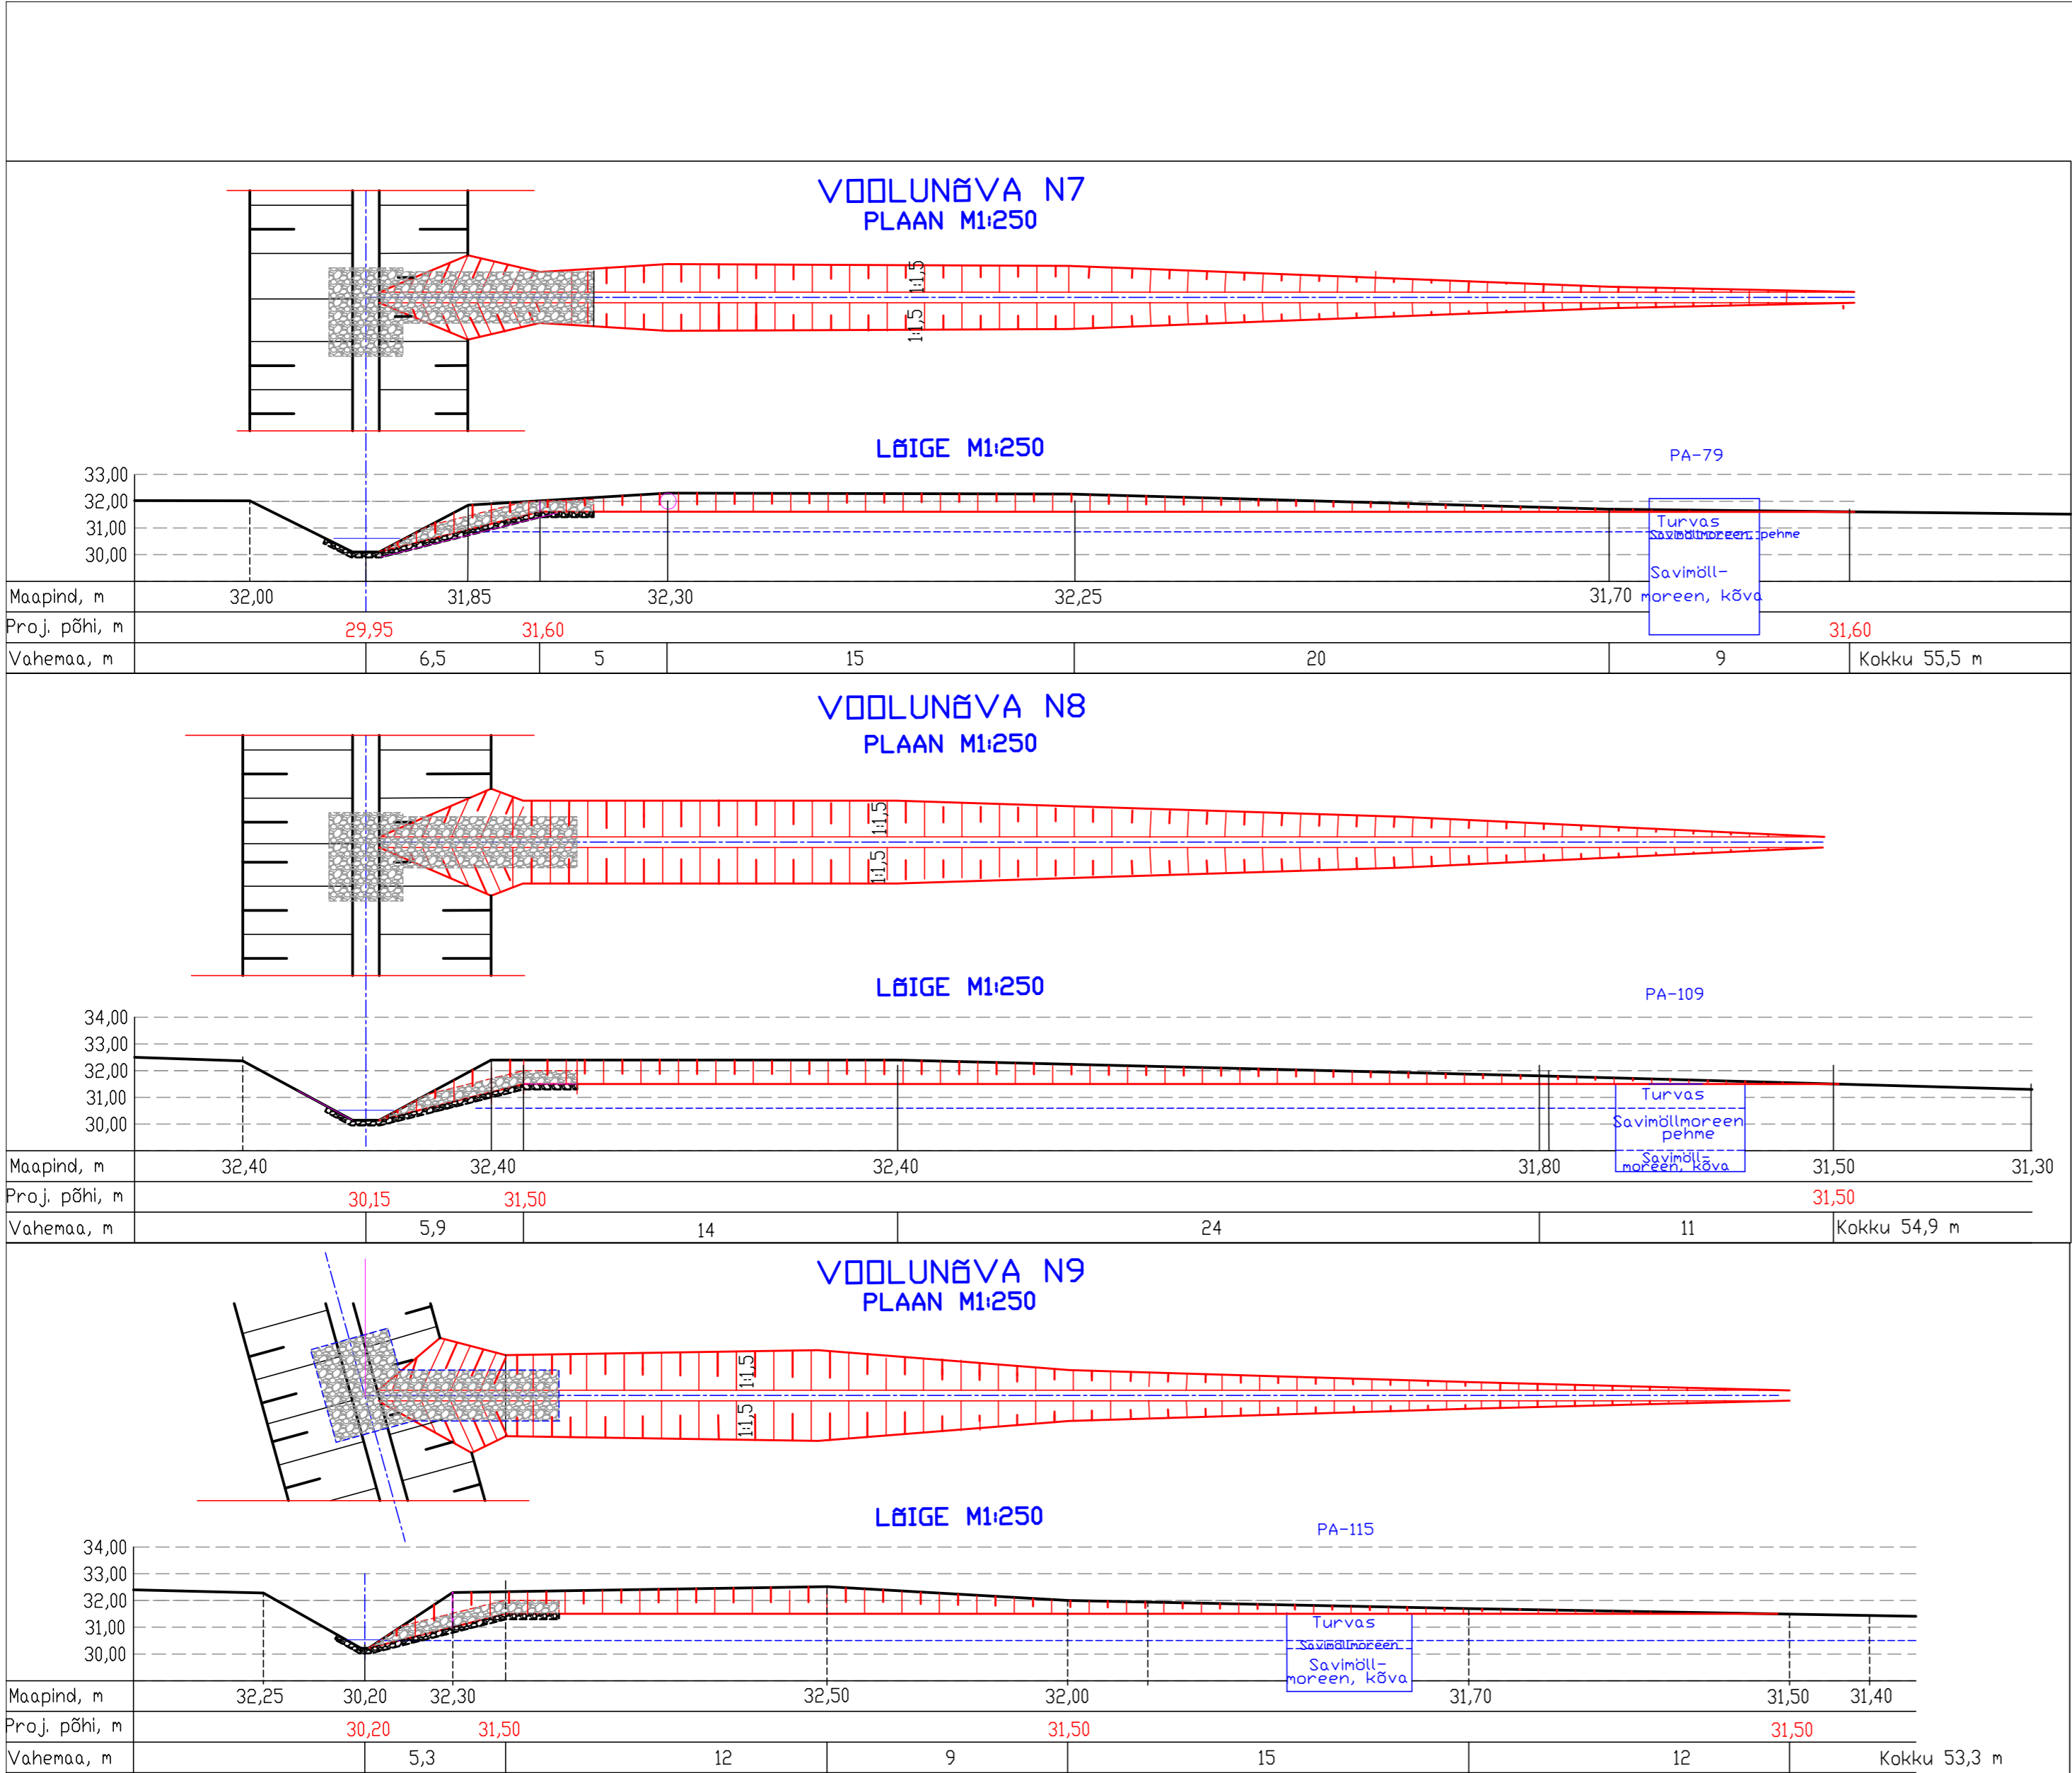 VOOLUNÕVA N7
PLAAN M1:250
1:1,5
1:1,5
LÕIGE M1:250
PA-79
33,00
32,00
31,00
30,00
Turvas
Savimöllmoreen, pehme
Savimöll-
moreen, kõva
Maapind, m 32,00 31,85 32,30 32,25 31,70
Proj. põhi, m 29,95 31,60 31,60
Vahemaa, m 6,5 5 15 20 9 Kokku 55,5 m
VOOLUNÕVA N8
PLAAN M1:250
1:1,5
1:1,5
LÕIGE M1:250
PA-109
34,00
33,00
32,00
31,00
30,00
Turvas
Savimöllmoreen
pehme
Savimöll-
moreen, kõva
Maapind, m 32,40 32,40 32,40 31,80 31,50 31,30
Proj. põhi, m 30,15 31,50 31,50
Vahemaa, m 5,9 14 24 11 Kokku 54,9 m
VOOLUNÕVA N9
PLAAN M1:250
1:1,5
1:1,5
LÕIGE M1:250
PA-115
34,00
33,00
32,00
31,00
30,00
Turvas
Savimöllmoreen
Savimöll-
moreen, kõva
Maapind, m 32,25 30,20 32,30 32,50 32,00 31,70 31,50 31,40
Proj. põhi, m 30,20 31,50 31,50 31,50
Vahemaa, m 5,3 12 9 15 12 Kokku 53,3 m